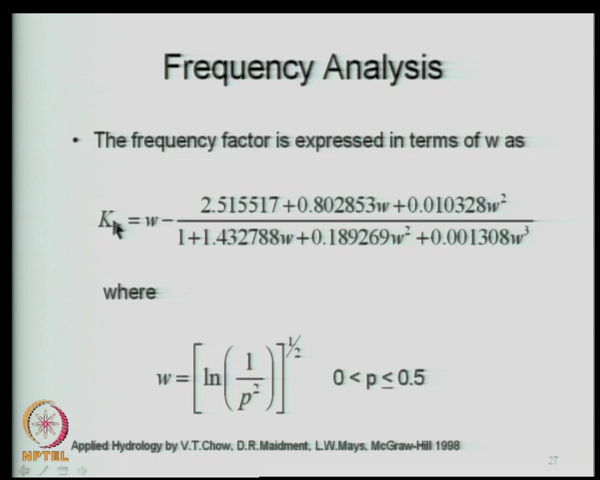 Frequency Analysis
• The frequency factor is expressed in terms of w as
K = w − (2.515517 + 0.802853w + 0.010328w²) / (1 + 1.432788w + 0.189269w² + 0.001308w³)
where
w = [ln(1/p²)]^1/2 0 < p ≤ 0.5
Applied Hydrology by V.T.Chow, D.R.Maidment, L.W.Mays, McGraw-Hill 1998
NPTEL
27